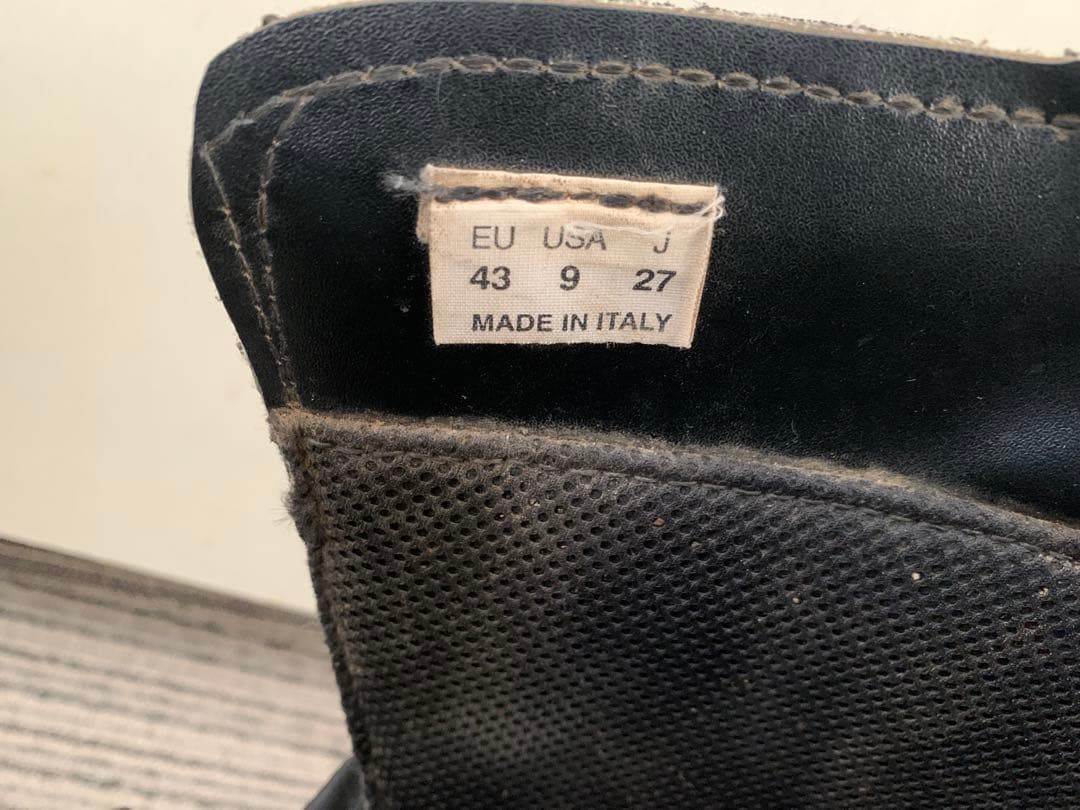 EU USA J
43 9 27
MADE IN ITALY